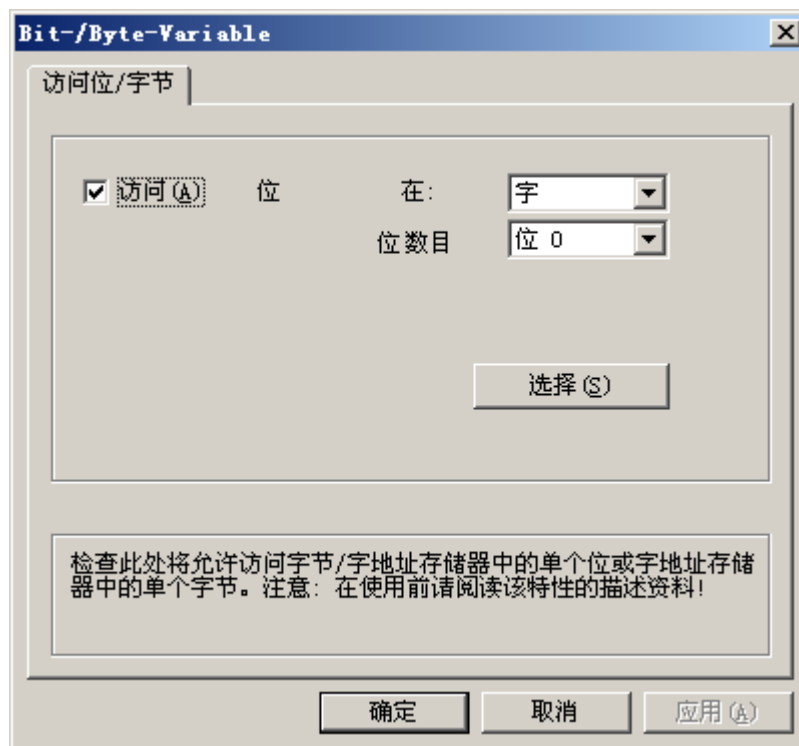 Bit-/Byte-Variable
访问位/字节
访问(A) 位 在: 字
位数目 位 0
选择(S)
检查此处将允许访问字节/字地址存储器中的单个位或字地址存储
器中的单个字节。注意: 在使用前请阅读该特性的描述资料!
确定 取消 应用(A)